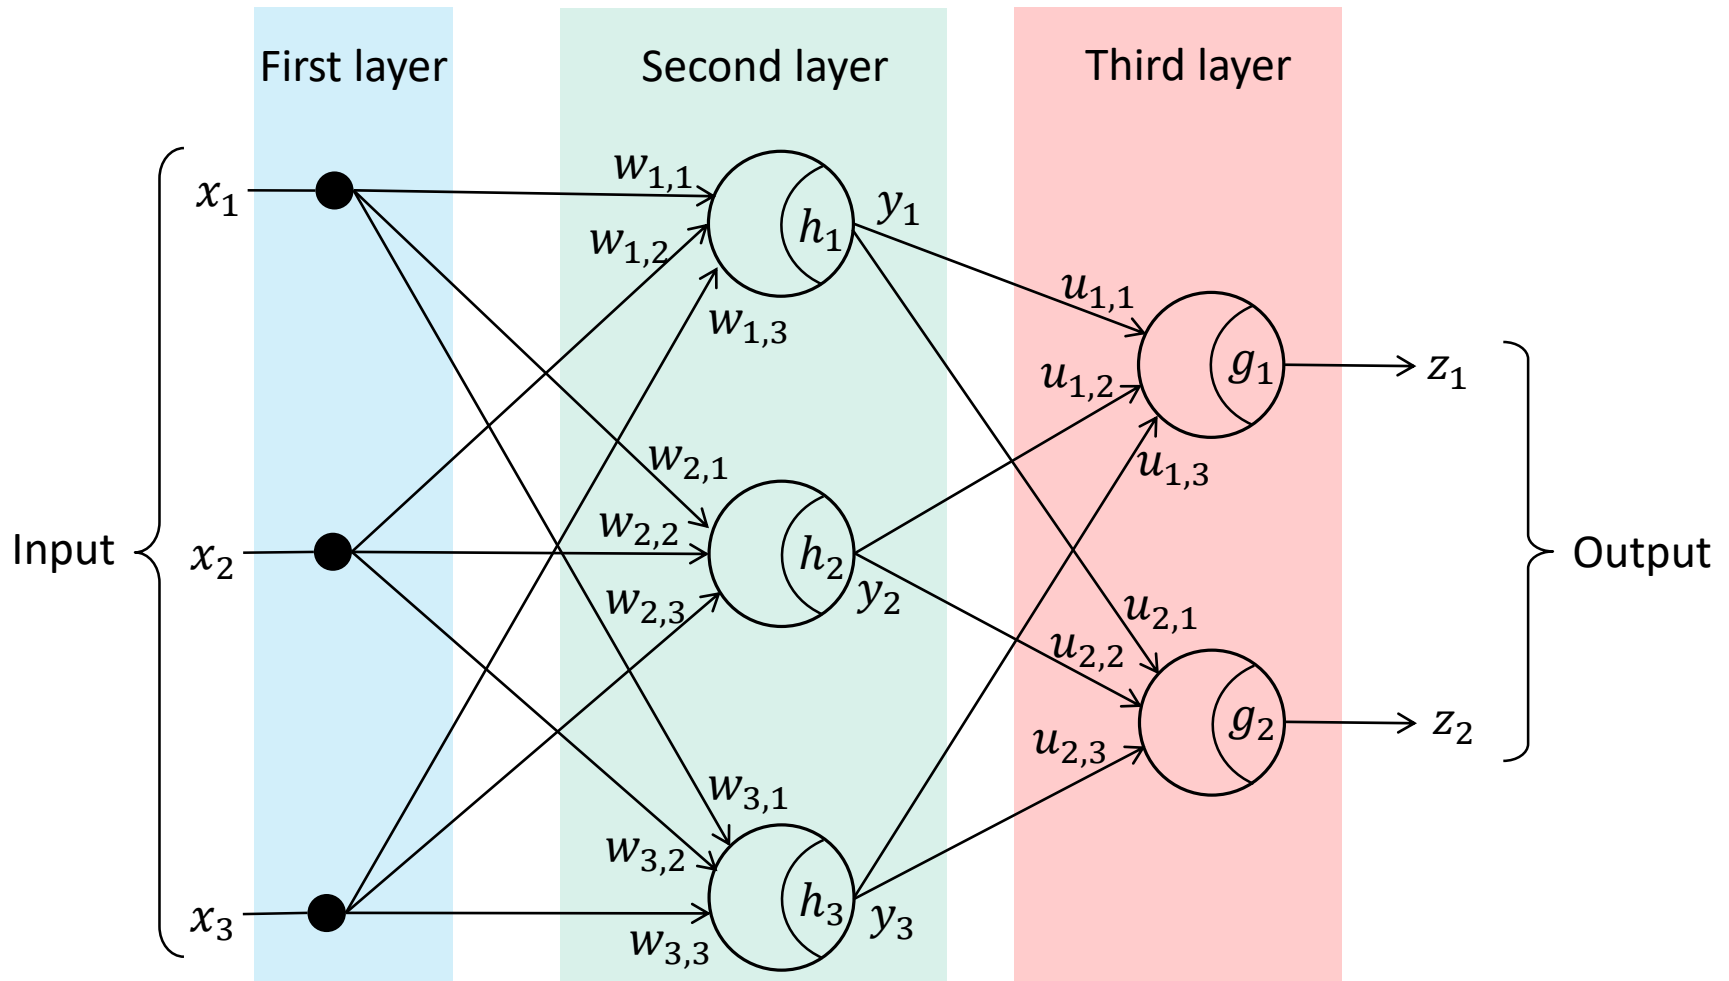 First layer
Second layer
Third layer
Input
x₁
x₂
x₃
w₁,₁
w₁,₂
w₁,₃
h₁
y₁
w₂,₁
w₂,₂
w₂,₃
h₂
y₂
w₃,₁
w₃,₂
w₃,₃
h₃
y₃
u₁,₁
u₁,₂
u₁,₃
g₁
u₂,₁
u₂,₂
u₂,₃
g₂
z₁
z₂
Output